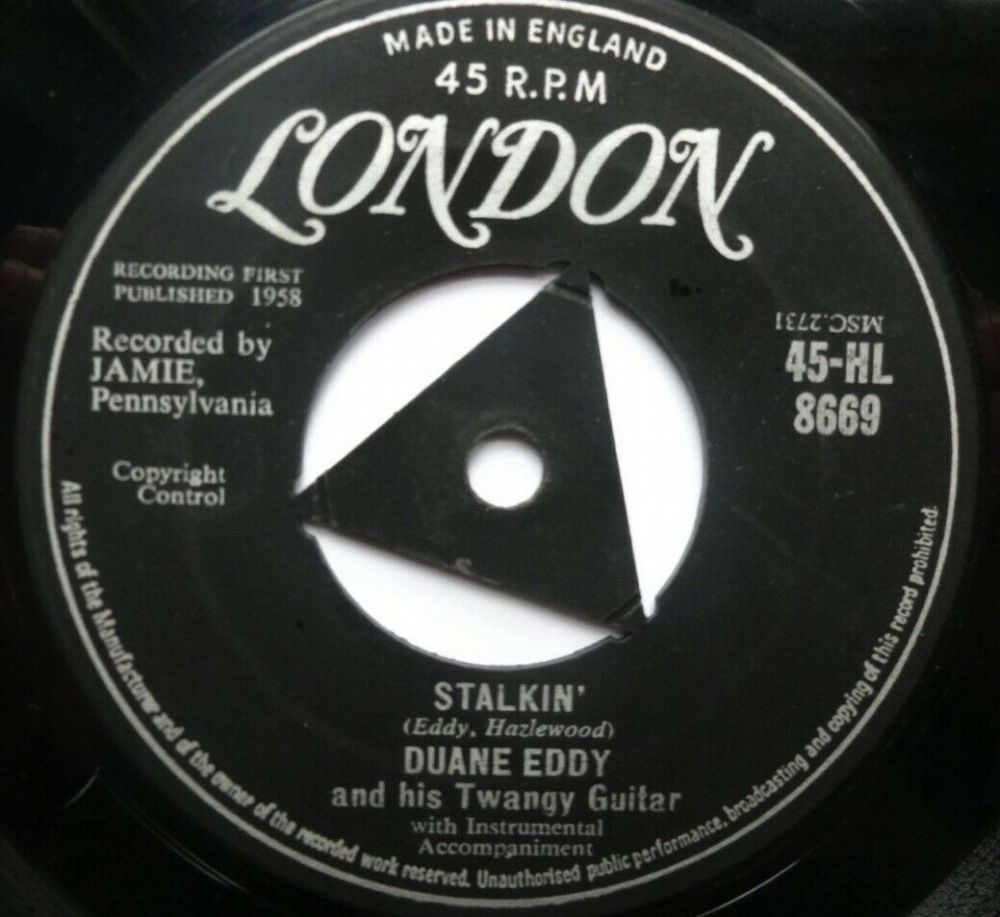 MADE IN ENGLAND
45 R.P.M
LONDON
RECORDING FIRST
PUBLISHED 1958
Recorded by
JAMIE,
Pennsylvania
Copyright
Control
MSC.2731
45-HL
8669
STALKIN'
(Eddy, Hazlewood)
DUANE EDDY
and his Twangy Guitar
with Instrumental
Accompaniment
All rights of the Manufacturer and of the owner of the recorded work reserved. Unauthorised public performance, broadcasting and copying of this record prohibited.